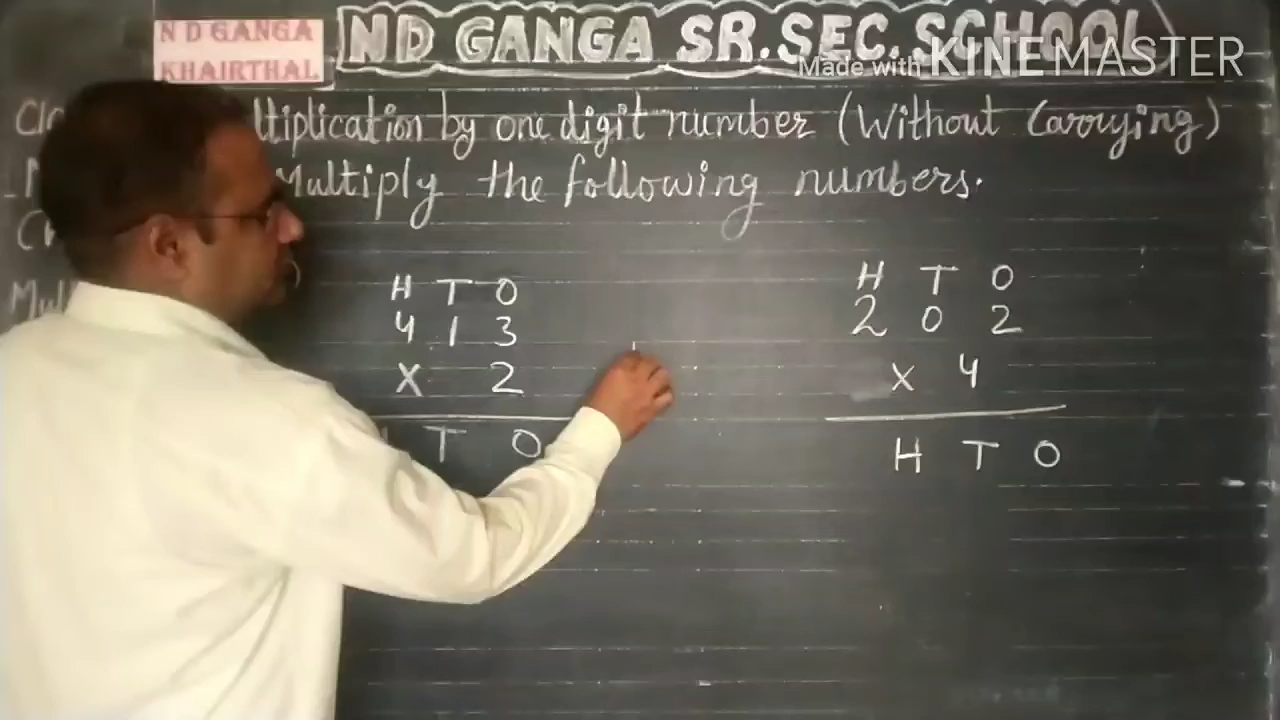 N D GANGA
KHAIRTHAL
ND GANGA SR. SEC. SCHOOL
Made with KINEMASTER
by one digit number (Without Carrying)
Multiply the following numbers.
H T O
4 1 3
X 2
T O
H T O
2 0 2
X 4
H T O